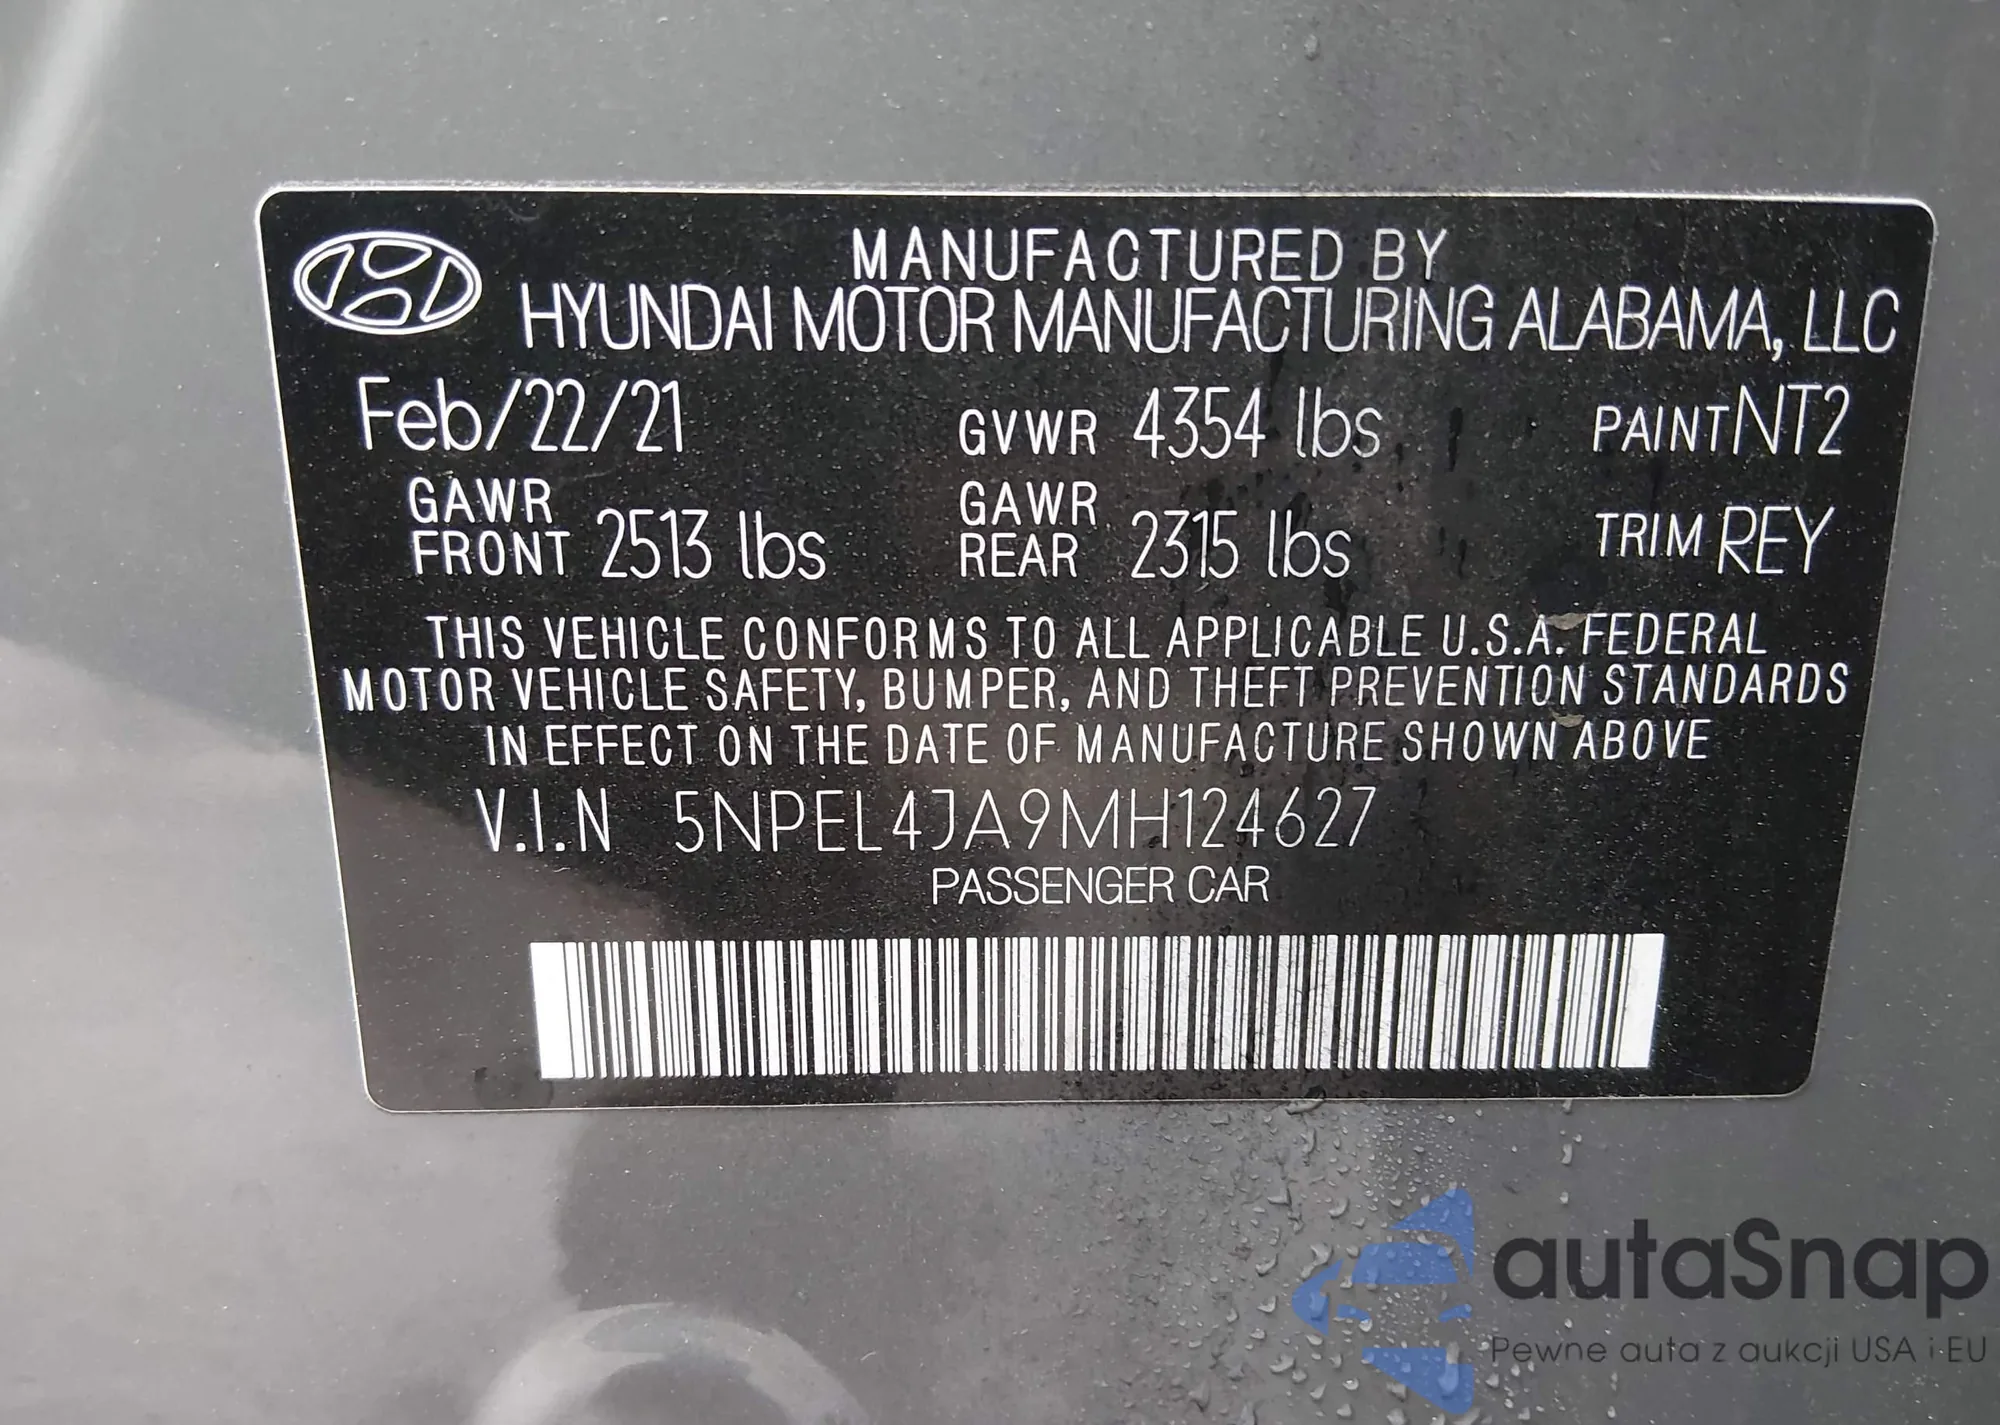 MANUFACTURED BY
HYUNDAI MOTOR MANUFACTURING ALABAMA, LLC
Feb/22/21 GVWR 4354 lbs PAINT NT2
GAWR FRONT 2513 lbs GAWR REAR 2315 lbs TRIM REY
THIS VEHICLE CONFORMS TO ALL APPLICABLE U.S.A. FEDERAL
MOTOR VEHICLE SAFETY, BUMPER, AND THEFT PREVENTION STANDARDS
IN EFFECT ON THE DATE OF MANUFACTURE SHOWN ABOVE
V.I.N 5NPEL4JA9MH124627
PASSENGER CAR
autaSnap
Pewne auta z aukcji USA i EU